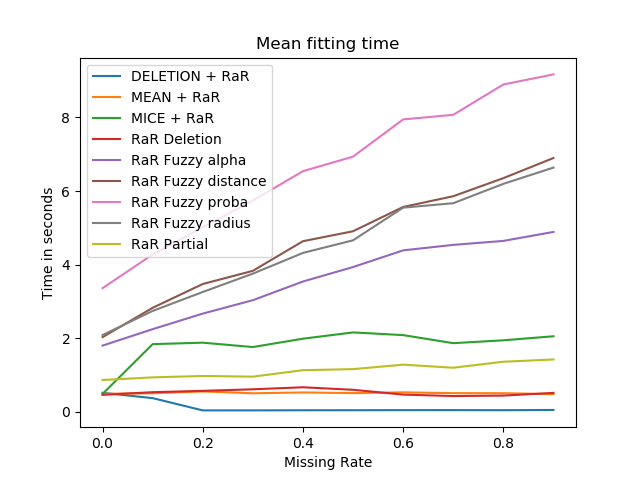 Mean fitting time
DELETION + RaR
MEAN + RaR
MICE + RaR
RaR Deletion
RaR Fuzzy alpha
RaR Fuzzy distance
RaR Fuzzy proba
RaR Fuzzy radius
RaR Partial
8
6
4
2
0
Time in seconds
0.0 0.2 0.4 0.6 0.8
Missing Rate